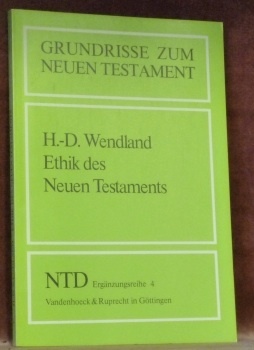 GRUNDRISSE ZUM
NEUEN TESTAMENT
H.-D. Wendland
Ethik des
Neuen Testaments
NTD Ergänzungsreihe 4
Vandenhoeck & Ruprecht in Göttingen